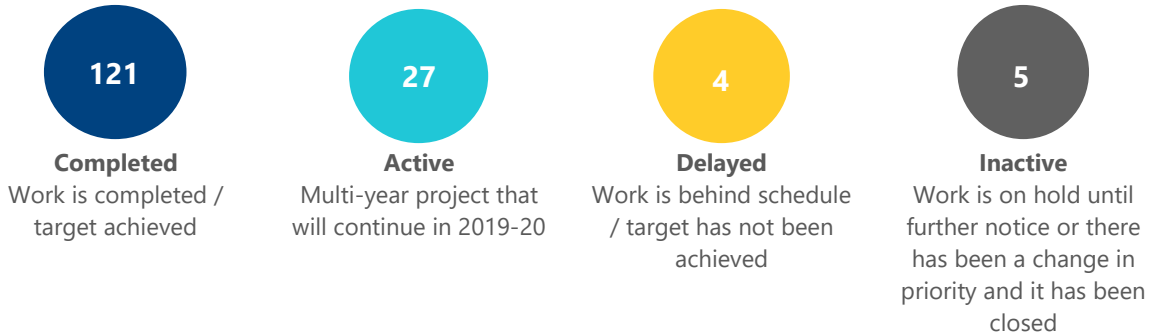 121
Completed
Work is completed /
target achieved
27
Active
Multi-year project that
will continue in 2019-20
4
Delayed
Work is behind schedule
/ target has not been
achieved
5
Inactive
Work is on hold until
further notice or there
has been a change in
priority and it has been
closed